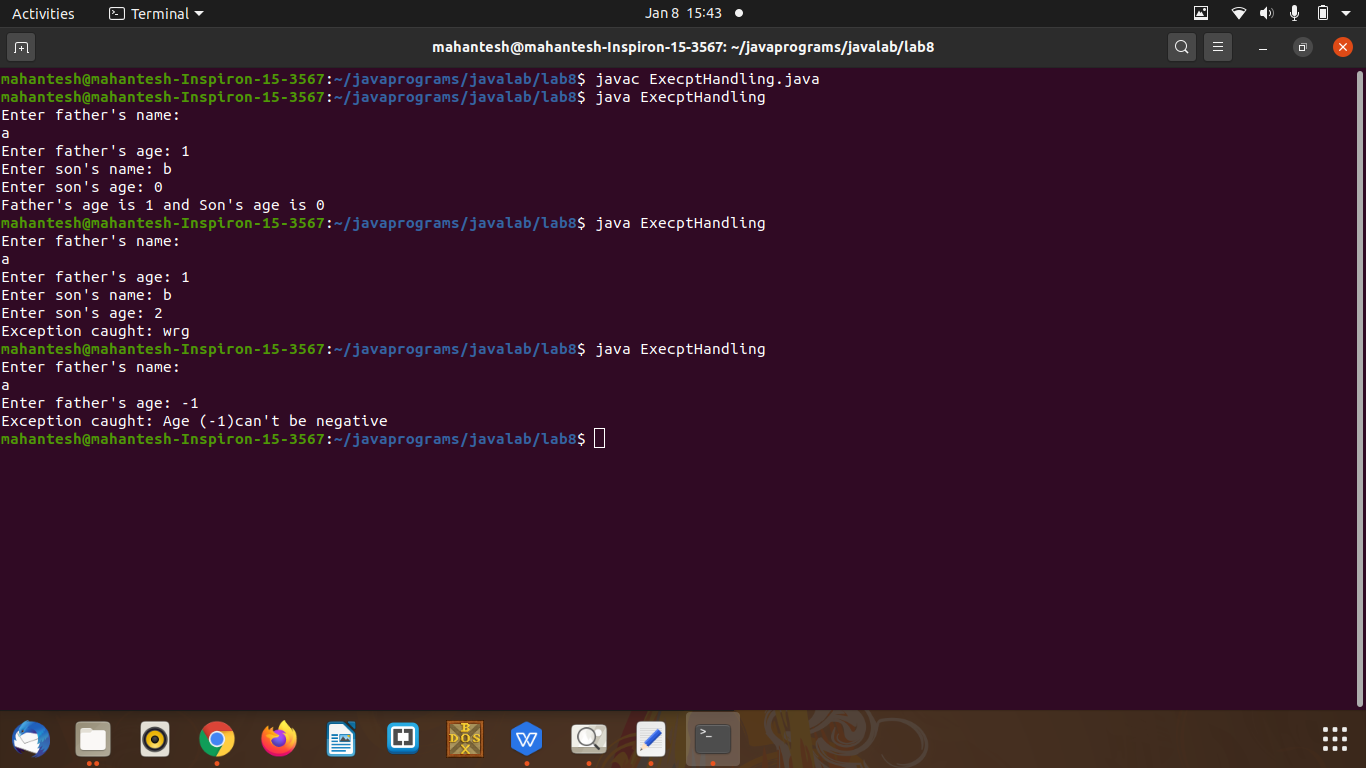 Activities
Terminal
Jan 8 15:43
mahantesh@mahantesh-Inspiron-15-3567: ~/javaprograms/javalab/lab8
mahantesh@mahantesh-Inspiron-15-3567:~/javaprograms/javalab/lab8$ javac ExecptHandling.java
mahantesh@mahantesh-Inspiron-15-3567:~/javaprograms/javalab/lab8$ java ExecptHandling
Enter father's name:
a
Enter father's age: 1
Enter son's name: b
Enter son's age: 0
Father's age is 1 and Son's age is 0
mahantesh@mahantesh-Inspiron-15-3567:~/javaprograms/javalab/lab8$ java ExecptHandling
Enter father's name:
a
Enter father's age: 1
Enter son's name: b
Enter son's age: 2
Exception caught: wrg
mahantesh@mahantesh-Inspiron-15-3567:~/javaprograms/javalab/lab8$ java ExecptHandling
Enter father's name:
a
Enter father's age: -1
Exception caught: Age (-1)can't be negative
mahantesh@mahantesh-Inspiron-15-3567:~/javaprograms/javalab/lab8$
B
DOS
X
W
>_